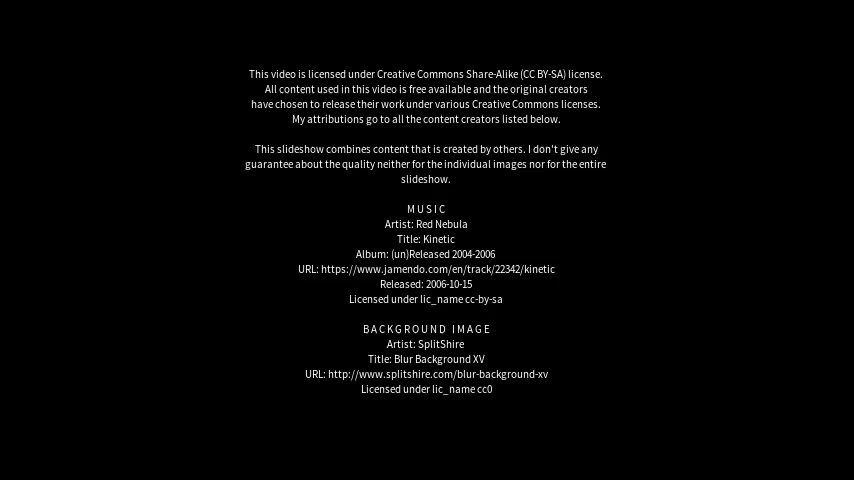 This video is licensed under Creative Commons Share-Alike (CC BY-SA) license.
All content used in this video is free available and the original creators
have chosen to release their work under various Creative Commons licenses.
My attributions go to all the content creators listed below.
This slideshow combines content that is created by others. I don't give any
guarantee about the quality neither for the individual images nor for the entire
slideshow.
MUSIC
Artist: Red Nebula
Title: Kinetic
Album: (un)Released 2004-2006
URL: https://www.jamendo.com/en/track/22342/kinetic
Released: 2006-10-15
Licensed under lic_name cc-by-sa
BACKGROUND IMAGE
Artist: SplitShire
Title: Blur Background XV
URL: http://www.splitshire.com/blur-background-xv
Licensed under lic_name cc0